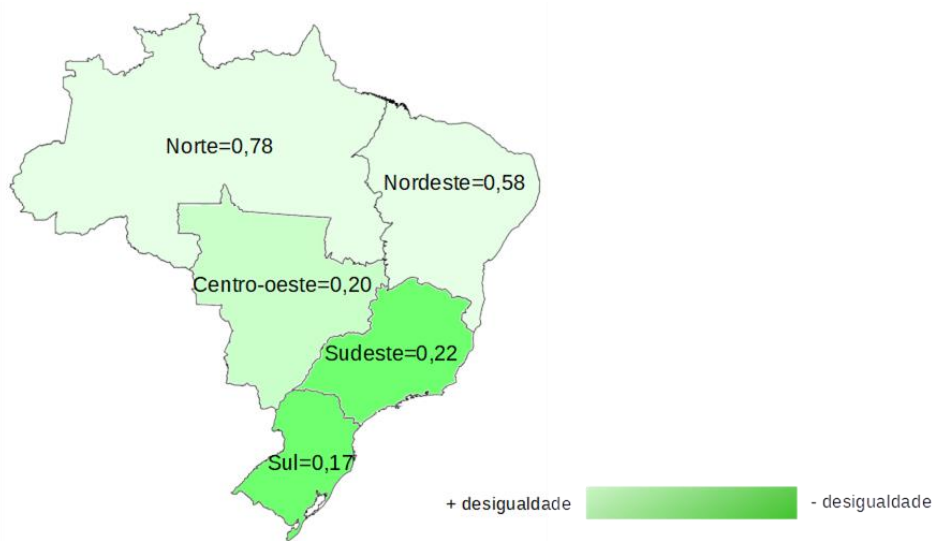 Norte=0,78
Nordeste=0,58
Centro-oeste=0,20
Sudeste=0,22
Sul=0,17
+ desigualdade
- desigualdade